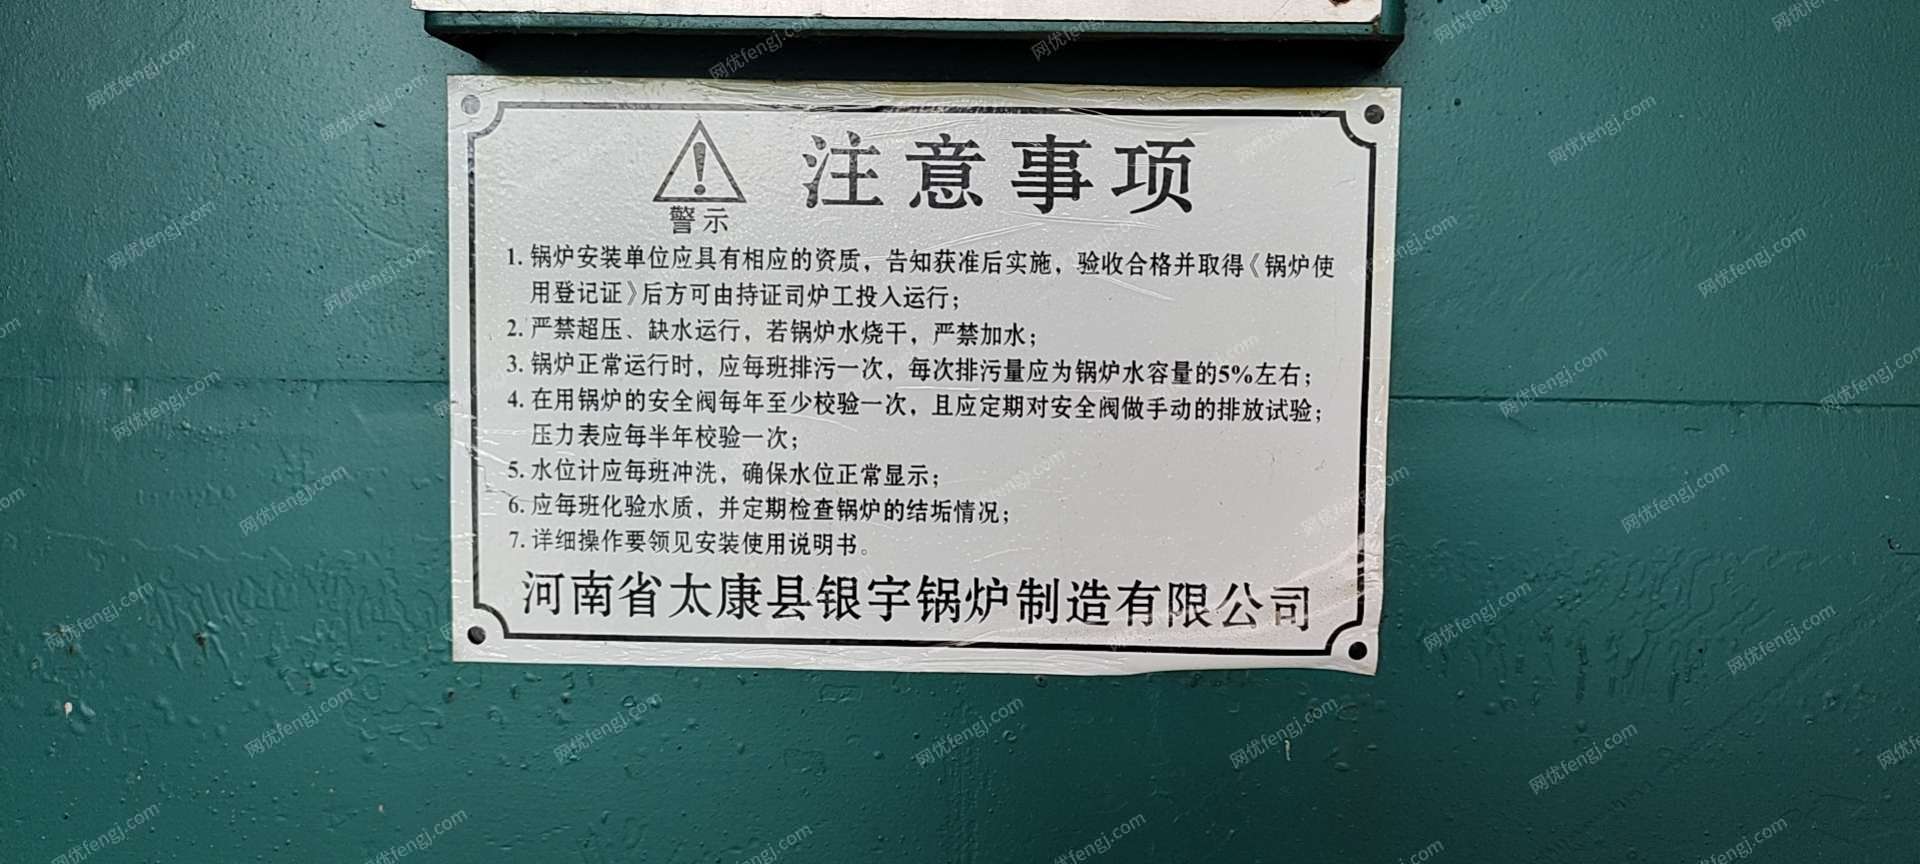 注意事项
警示
1. 锅炉安装单位应具有相应的资质，告知获准后实施，验收合格并取得《锅炉使
用登记证》后方可由持证司炉工投入运行；
2. 严禁超压、缺水运行，若锅炉水烧干，严禁加水；
3. 锅炉正常运行时，应每班排污一次，每次排污量应为锅炉水容量的5%左右；
4. 在用锅炉的安全阀每年至少校验一次，且应定期对安全阀做手动的排放试验；
压力表应每半年校验一次；
5. 水位计应每班冲洗，确保水位正常显示；
6. 应每班化验水质，并定期检查锅炉的结垢情况；
7. 详细操作要领见安装使用说明书。
河南省太康县银宇锅炉制造有限公司
网优fengj.com